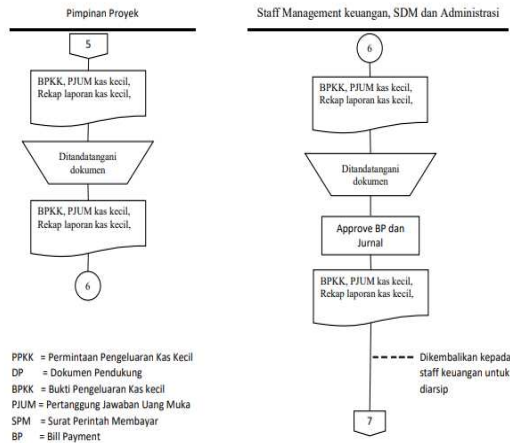 Pimpinan Proyek
5
BPKK, PJUM kas kecil,
Rekap laporan kas kecil,
Ditandatangani
dokumen
BPKK, PJUM kas kecil,
Rekap laporan kas kecil,
6
Staff Management keuangan, SDM dan Administrasi
6
BPKK, PJUM kas kecil,
Rekap laporan kas kecil,
Ditandatangani
dokumen
Approve BP dan
Jurnal
BPKK, PJUM kas kecil,
Rekap laporan kas kecil,
Dikembalikan kepada
staff keuangan untuk
diarsip
7
PPKK = Permintaan Pengeluaran Kas Kecil
DP = Dokumen Pendukung
BPKK = Bukti Pengeluaran Kas kecil
PJUM = Pertanggung Jawaban Uang Muka
SPM = Surat Perintah Membayar
BP = Bill Payment